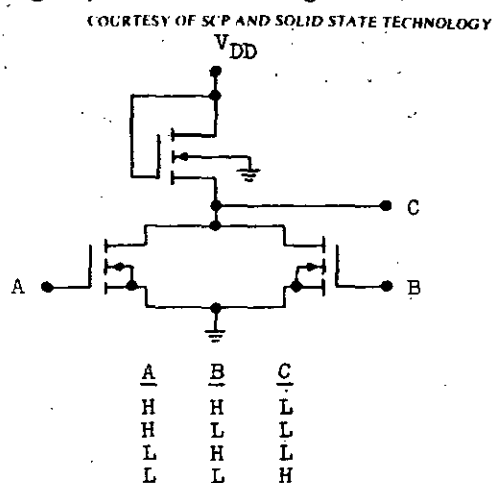 COURTESY OF SCP AND SOLID STATE TECHNOLOGY
VDD
C
A
B
A B C
H H L
H L L
L H L
L L H